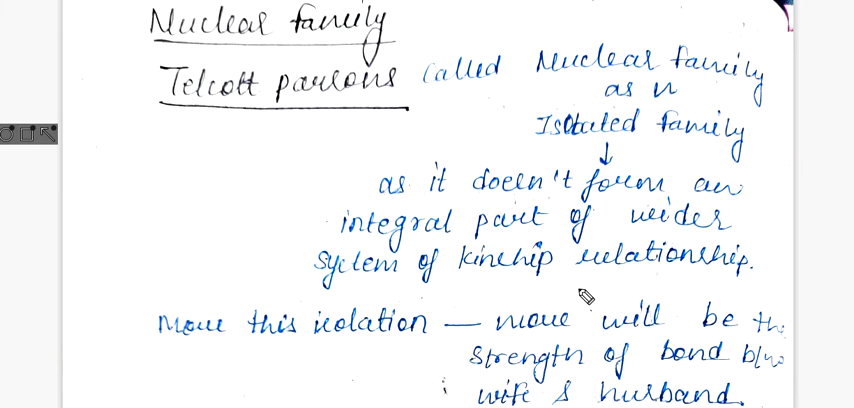 Nuclear family
Telcott parsons called Nuclear family
as n
Isolated family
as it doesn't form an
integral part of wider
system of kinship relationship.
More this isolation — more will be the
strength of bond b/w
wife & husband.